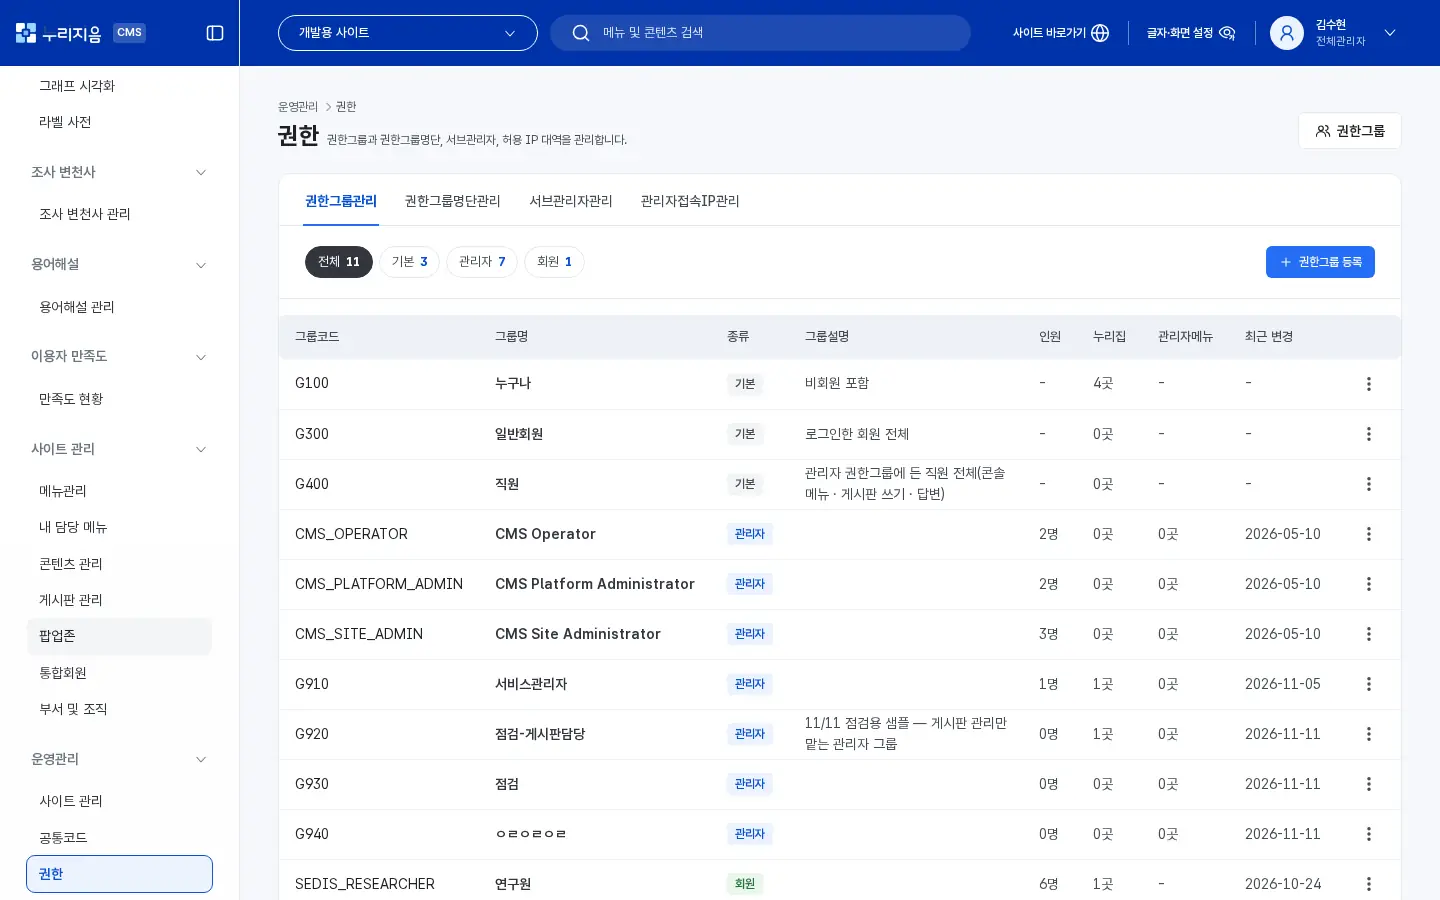 누리지음 CMS
개발용 사이트
메뉴 및 콘텐츠 검색
사이트 바로가기
글자·화면 설정
김수현
전체관리자
그래프 시각화
라벨 사전
조사 변천사
조사 변천사 관리
용어해설
용어해설 관리
이용자 만족도
만족도 현황
사이트 관리
메뉴관리
내 담당 메뉴
콘텐츠 관리
게시판 관리
팝업존
통합회원
부서 및 조직
운영관리
사이트 관리
공통코드
권한
운영관리 > 권한
권한 권한그룹과 권한그룹명단, 서브관리자, 허용 IP 대역을 관리합니다.
권한그룹
권한그룹관리 권한그룹명단관리 서브관리자관리 관리자접속IP관리
전체 11 기본 3 관리자 7 회원 1
+ 권한그룹 등록
그룹코드 그룹명 종류 그룹설명 인원 누리집 관리자메뉴 최근 변경
G100 누구나 기본 비회원 포함 - 4곳 - -
G300 일반회원 기본 로그인한 회원 전체 - 0곳 - -
G400 직원 기본 관리자 권한그룹에 든 직원 전체(콘솔
메뉴 · 게시판 쓰기 · 답변) - 0곳 - -
CMS_OPERATOR CMS Operator 관리자 2명 0곳 0곳 2026-05-10
CMS_PLATFORM_ADMIN CMS Platform Administrator 관리자 2명 0곳 0곳 2026-05-10
CMS_SITE_ADMIN CMS Site Administrator 관리자 3명 0곳 0곳 2026-05-10
G910 서비스관리자 관리자 1명 1곳 0곳 2026-11-05
G920 점검-게시판담당 관리자 11/11 점검용 샘플 — 게시판 관리만
맡는 관리자 그룹 0명 1곳 0곳 2026-11-11
G930 점검 관리자 0명 0곳 0곳 2026-11-11
G940 ㅇㄹㅇㄹㅇㄹ 관리자 0명 0곳 0곳 2026-11-11
SEDIS_RESEARCHER 연구원 회원 6명 1곳 - 2026-10-24